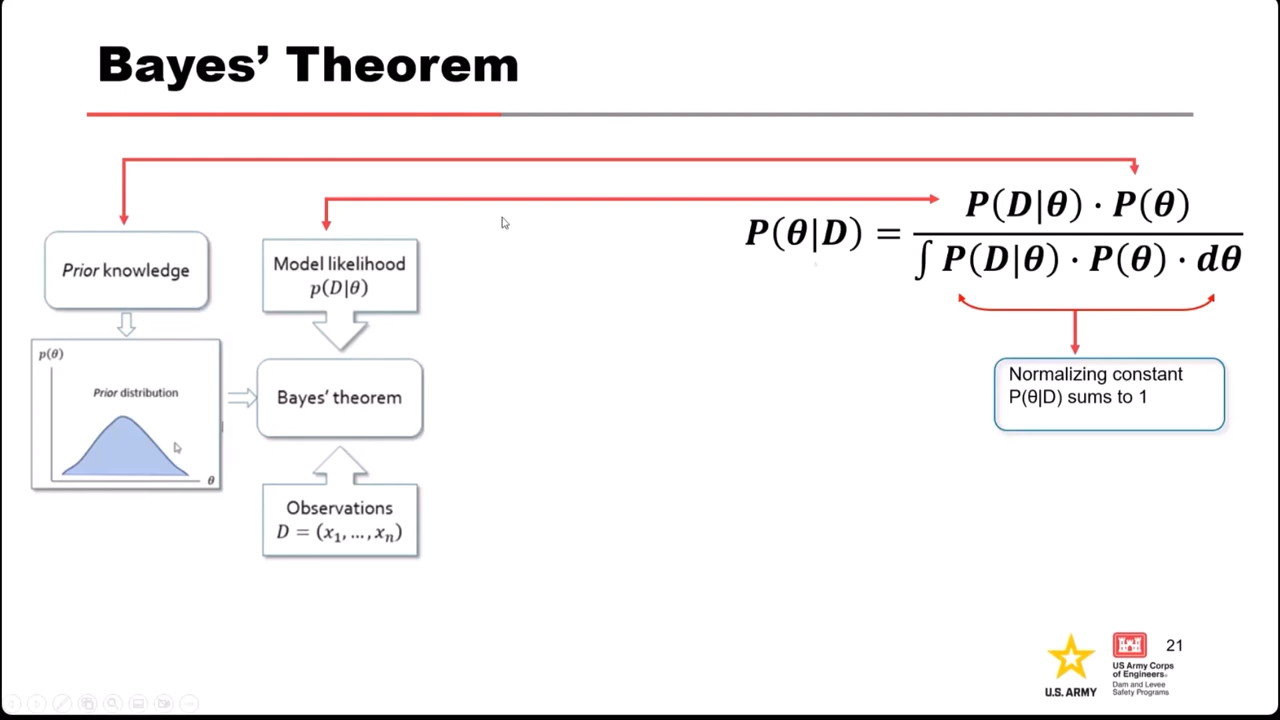 Bayes’ Theorem
P(θ|D) = P(D|θ) · P(θ) / ∫ P(D|θ) · P(θ) · dθ
Prior knowledge
Model likelihood
p(D|θ)
p(θ)
Prior distribution
θ
Bayes’ theorem
Observations
D = (x₁, …, xₙ)
Normalizing constant
P(θ|D) sums to 1
21
U.S. ARMY
US Army Corps
of Engineers®
Dam and Levee
Safety Programs